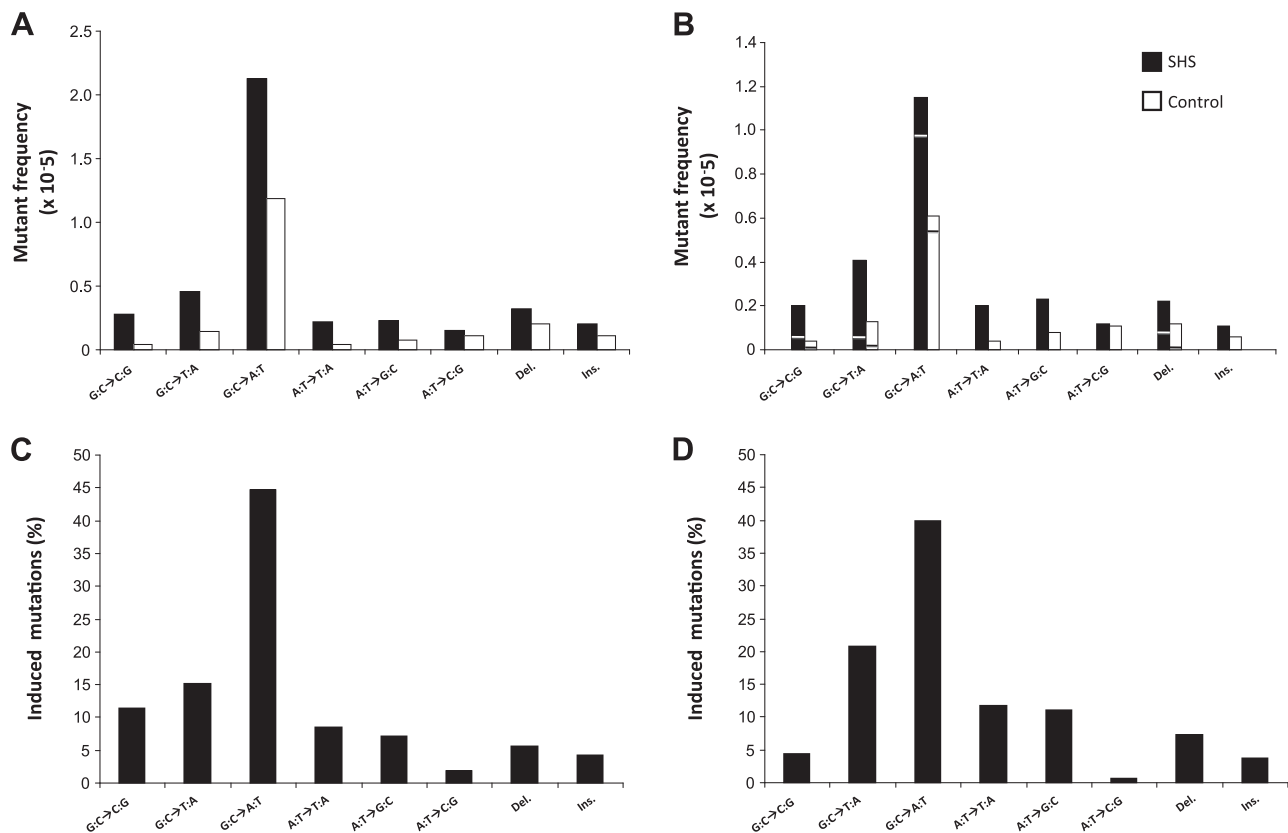 A
Mutant frequency
(x 10-5)
2.5
2.0
1.5
1.0
0.5
0
G:C→C:G
G:C→T:A
G:C→A:T
A:T→T:A
A:T→G:C
A:T→C:G
Del.
Ins.
B
Mutant frequency
(x 10-5)
1.4
1.2
1.0
0.8
0.6
0.4
0.2
0
SHS
Control
G:C→C:G
G:C→T:A
G:C→A:T
A:T→T:A
A:T→G:C
A:T→C:G
Del.
Ins.
C
Induced mutations (%)
50
45
40
35
30
25
20
15
10
5
0
G:C→C:G
G:C→T:A
G:C→A:T
A:T→T:A
A:T→G:C
A:T→C:G
Del.
Ins.
D
Induced mutations (%)
50
45
40
35
30
25
20
15
10
5
0
G:C→C:G
G:C→T:A
G:C→A:T
A:T→T:A
A:T→G:C
A:T→C:G
Del.
Ins.